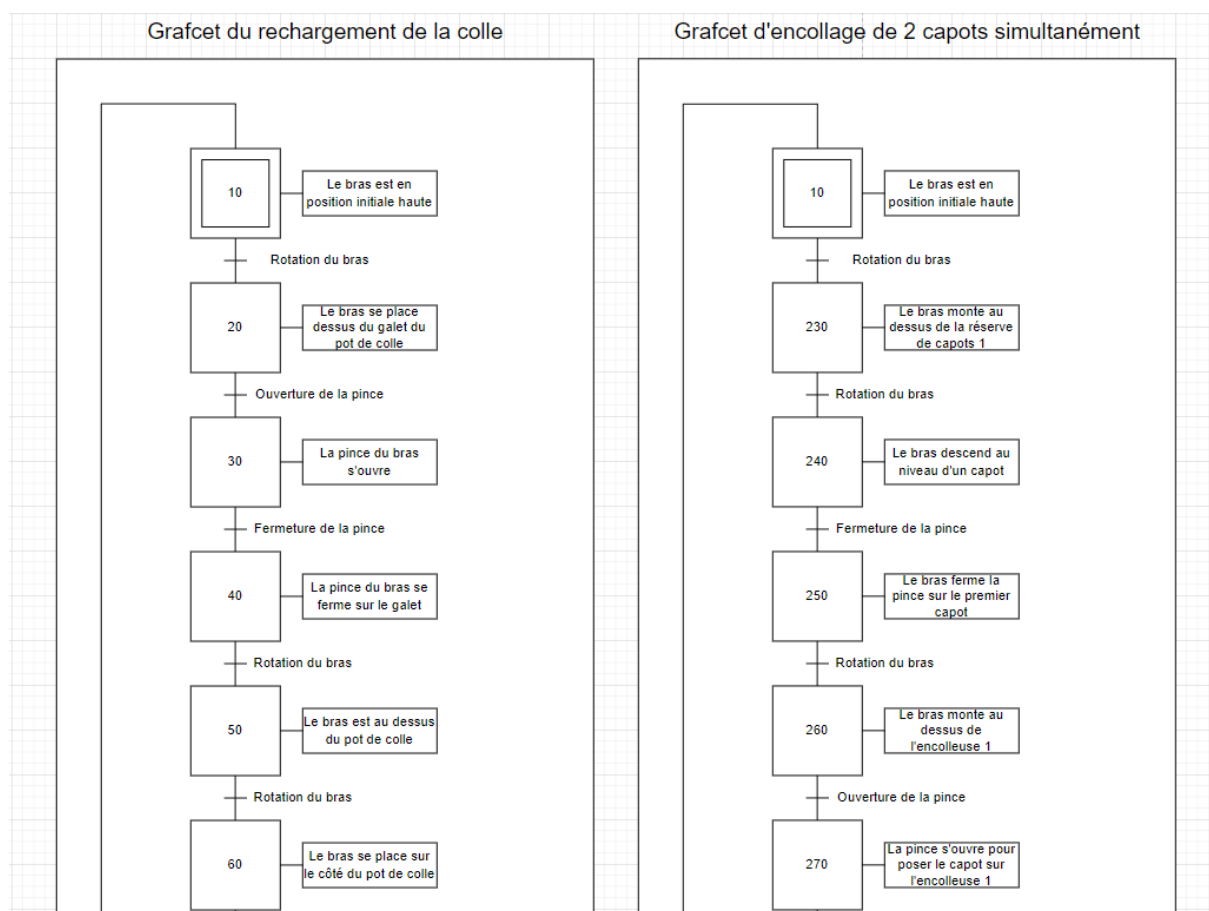 Grafcet du rechargement de la colle
10
Le bras est en
position initiale haute
Rotation du bras
20
Le bras se place
dessus du galet du
pot de colle
Ouverture de la pince
30
La pince du bras
s'ouvre
Fermeture de la pince
40
La pince du bras se
ferme sur le galet
Rotation du bras
50
Le bras est au dessus
du pot de colle
Rotation du bras
60
Le bras se place sur
le côté du pot de colle
Grafcet d'encollage de 2 capots simultanément
10
Le bras est en
position initiale haute
Rotation du bras
230
Le bras monte au
dessus de la réserve
de capots 1
Rotation du bras
240
Le bras descend au
niveau d'un capot
Fermeture de la pince
250
Le bras ferme la
pince sur le premier
capot
Rotation du bras
260
Le bras monte au
dessus de
l'encolleuse 1
Ouverture de la pince
270
La pince s'ouvre pour
poser le capot sur
l'encolleuse 1